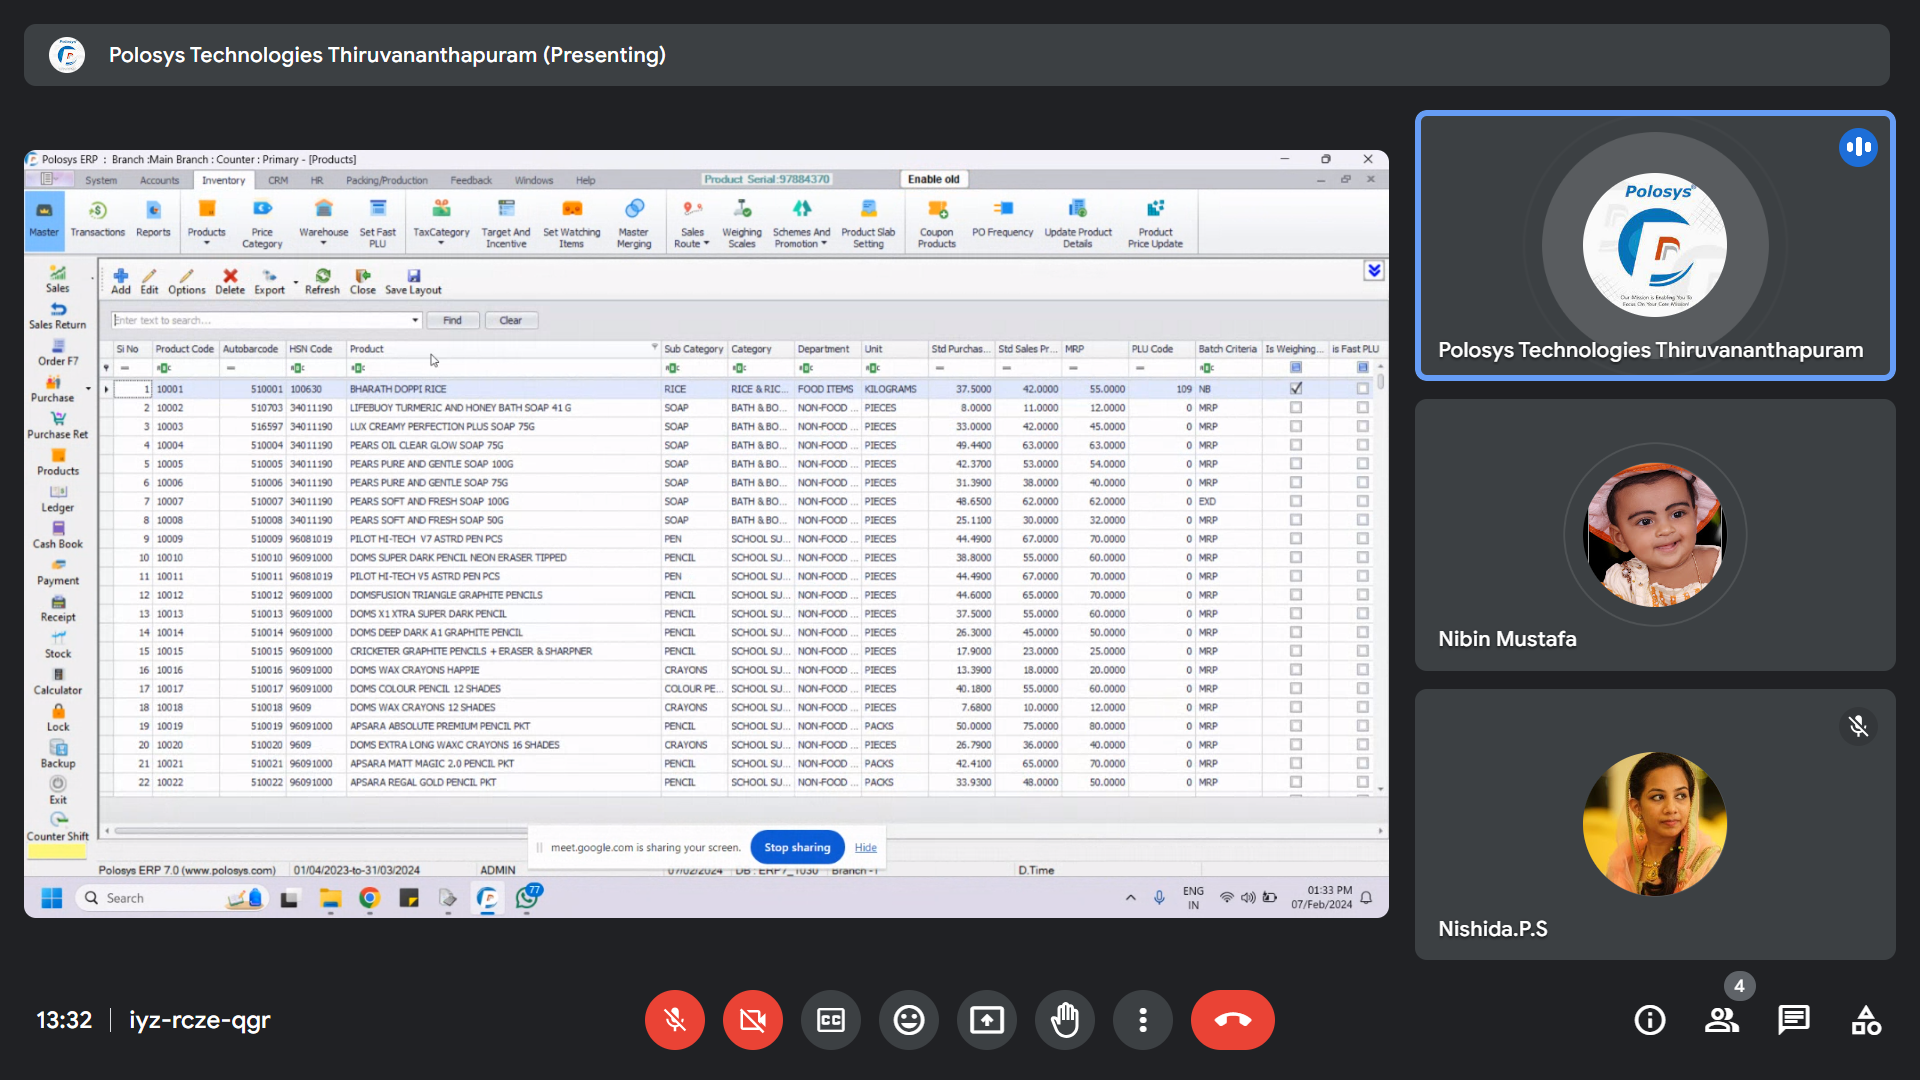 Polosys Technologies Thiruvananthapuram (Presenting)
Polosys ERP : Branch :Main Branch : Counter : Primary - [Products]
System Accounts Inventory CRM HR Packing/Production Feedback Windows Help Product Serial:97884370 Enable old
Master Transactions Reports Products Price Category Warehouse Set Fast PLU TaxCategory Target And Incentive Set Watching Items Master Merging Sales Route Weighing Scales Schemes And Promotion Product Slab Setting Coupon Products PO Frequency Update Product Details Product Price Update
Add Edit Options Delete Export Refresh Close Save Layout
Enter text to search... Find Clear
Sales
Sales Return
Order F7
Purchase
Purchase Ret
Products
Ledger
Cash Book
Payment
Receipt
Stock
Calculator
Lock
Backup
Exit
Counter Shift
Si No Product Code Autobarcode HSN Code Product Sub Category Category Department Unit Std Purchas... Std Sales Pr... MRP PLU Code Batch Criteria Is Weighing... is Fast PLU
1 10001 510001 100630 BHARATH DOPPI RICE RICE RICE & RIC... FOOD ITEMS KILOGRAMS 37.5000 42.0000 55.0000 109 NB
2 10002 510703 34011190 LIFEBUOY TURMERIC AND HONEY BATH SOAP 41 G SOAP BATH & BO... NON-FOOD ... PIECES 8.0000 11.0000 12.0000 0 MRP
3 10003 516597 34011190 LUX CREAMY PERFECTION PLUS SOAP 75G SOAP BATH & BO... NON-FOOD ... PIECES 33.0000 42.0000 45.0000 0 MRP
4 10004 510004 34011190 PEARS OIL CLEAR GLOW SOAP 75G SOAP BATH & BO... NON-FOOD ... PIECES 49.4400 63.0000 63.0000 0 MRP
5 10005 510005 34011190 PEARS PURE AND GENTLE SOAP 100G SOAP BATH & BO... NON-FOOD ... PIECES 42.3700 53.0000 54.0000 0 MRP
6 10006 510006 34011190 PEARS PURE AND GENTLE SOAP 75G SOAP BATH & BO... NON-FOOD ... PIECES 31.3900 38.0000 40.0000 0 MRP
7 10007 510007 34011190 PEARS SOFT AND FRESH SOAP 100G SOAP BATH & BO... NON-FOOD ... PIECES 48.6500 62.0000 62.0000 0 EXD
8 10008 510008 34011190 PEARS SOFT AND FRESH SOAP 50G SOAP BATH & BO... NON-FOOD ... PIECES 25.1100 30.0000 32.0000 0 MRP
9 10009 510009 96081019 PILOT HI-TECH V7 ASTRD PEN PCS PEN SCHOOL SU... NON-FOOD ... PIECES 44.4900 67.0000 70.0000 0 MRP
10 10010 510010 96091000 DOMS SUPER DARK PENCIL NEON ERASER TIPPED PENCIL SCHOOL SU... NON-FOOD ... PIECES 38.8000 55.0000 60.0000 0 MRP
11 10011 510011 96081019 PILOT HI-TECH V5 ASTRD PEN PCS PEN SCHOOL SU... NON-FOOD ... PIECES 44.4900 67.0000 70.0000 0 MRP
12 10012 510012 96091000 DOMSFUSION TRIANGLE GRAPHITE PENCILS PENCIL SCHOOL SU... NON-FOOD ... PIECES 44.6000 65.0000 70.0000 0 MRP
13 10013 510013 96091000 DOMS X1 XTRA SUPER DARK PENCIL PENCIL SCHOOL SU... NON-FOOD ... PIECES 37.5000 55.0000 60.0000 0 MRP
14 10014 510014 96091000 DOMS DEEP DARK A1 GRAPHITE PENCIL PENCIL SCHOOL SU... NON-FOOD ... PIECES 26.3000 45.0000 50.0000 0 MRP
15 10015 510015 96091000 CRICKETER GRAPHITE PENCILS + ERASER & SHARPNER PENCIL SCHOOL SU... NON-FOOD ... PIECES 17.9000 23.0000 25.0000 0 MRP
16 10016 510016 96091000 DOMS WAX CRAYONS HAPPIE CRAYONS SCHOOL SU... NON-FOOD ... PIECES 13.3900 18.0000 20.0000 0 MRP
17 10017 510017 96091000 DOMS COLOUR PENCIL 12 SHADES COLOUR PE... SCHOOL SU... NON-FOOD ... PIECES 40.1800 55.0000 60.0000 0 MRP
18 10018 510018 9609 DOMS WAX CRAYONS 12 SHADES CRAYONS SCHOOL SU... NON-FOOD ... PIECES 7.6800 10.0000 12.0000 0 MRP
19 10019 510019 96091000 APSARA ABSOLUTE PREMIUM PENCIL PKT PENCIL SCHOOL SU... NON-FOOD ... PACKS 50.0000 75.0000 80.0000 0 MRP
20 10020 510020 9609 DOMS EXTRA LONG WAXC CRAYONS 16 SHADES CRAYONS SCHOOL SU... NON-FOOD ... PIECES 26.7900 36.0000 40.0000 0 MRP
21 10021 510021 96091000 APSARA MATT MAGIC 2.0 PENCIL PKT PENCIL SCHOOL SU... NON-FOOD ... PACKS 42.4100 65.0000 70.0000 0 MRP
22 10022 510022 96091000 APSARA REGAL GOLD PENCIL PKT PENCIL SCHOOL SU... NON-FOOD ... PACKS 33.9300 48.0000 50.0000 0 MRP
meet.google.com is sharing your screen. Stop sharing Hide
Polosys ERP 7.0 (www.polosys.com) 01/04/2023-to-31/03/2024 ADMIN 07/02/2024 DB : ERP7_1030 Branch -1 D.Time
Search 77 ENG IN 01:33 PM 07/Feb/2024
Polosys
Our Mission is Enabling You To
Focus On Your Core Mission!
Polosys Technologies Thiruvananthapuram
Nibin Mustafa
Nishida.P.S
13:32 | iyz-rcze-qgr
CC
4